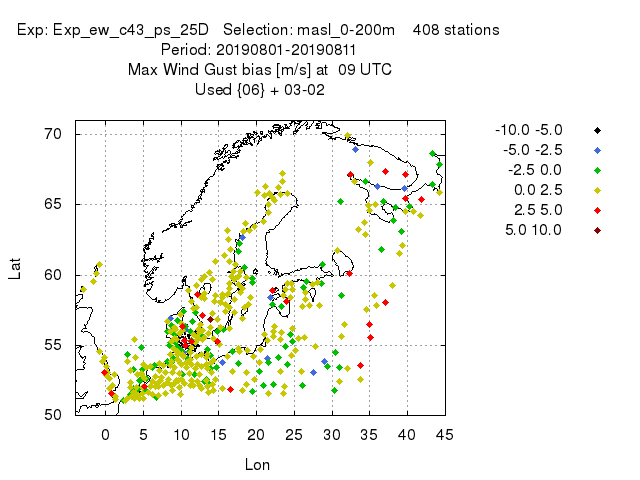 Exp: Exp_ew_c43_ps_25D   Selection: masl_0-200m    408 stations
Period: 20190801-20190811
Max Wind Gust bias [m/s] at  09 UTC
Used {06} + 03-02
-10.0 -5.0
-5.0 -2.5
-2.5 0.0
0.0 2.5
2.5 5.0
5.0 10.0
70
65
60
55
50
Lat
0 5 10 15 20 25 30 35 40 45
Lon